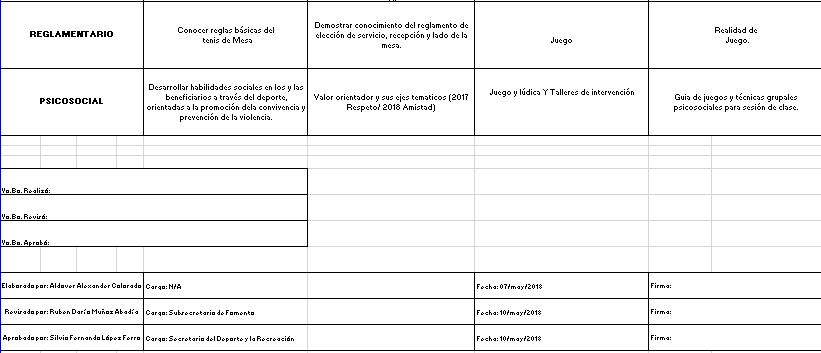 REGLAMENTARIO
Conocer reglas básicas del
tenis de Mesa
Demostrar conocimiento del reglamento de
elección de servicio, recepción y lado de la
mesa.
Juego
Realidad de
Juego.
PSICOSOCIAL
Desarrollar habilidades sociales en los y las
beneficiarios a través del deporte,
orientadas a la promoción dela convivencia y
prevención de la violencia.
Valor orientador y sus ejes tematicos (2017
Respeto/ 2018 Amistad)
Juego y lúdica Y Talleres de intervención
Guia de juegos y técnicas grupales
psicosociales para sesión de clase.
Vo.Bo. Realizó:
Vo.Bo. Revisó:
Vo.Bo. Aprobó:
Elaborado por: Aldover Alexander Colorado
Cargo: N/A
Fecha: 07/may/2018
Firma:
Revisado por: Ruben Darío Muñoz Abadía
Cargo: Subsecretario de Fomento
Fecha: 10/may/2018
Firma:
Aprobado por: Silvia Fernanda López Ferro
Cargo: Secretaria del Deporte y la Recreación
Fecha: 10/may/2018
Firma: